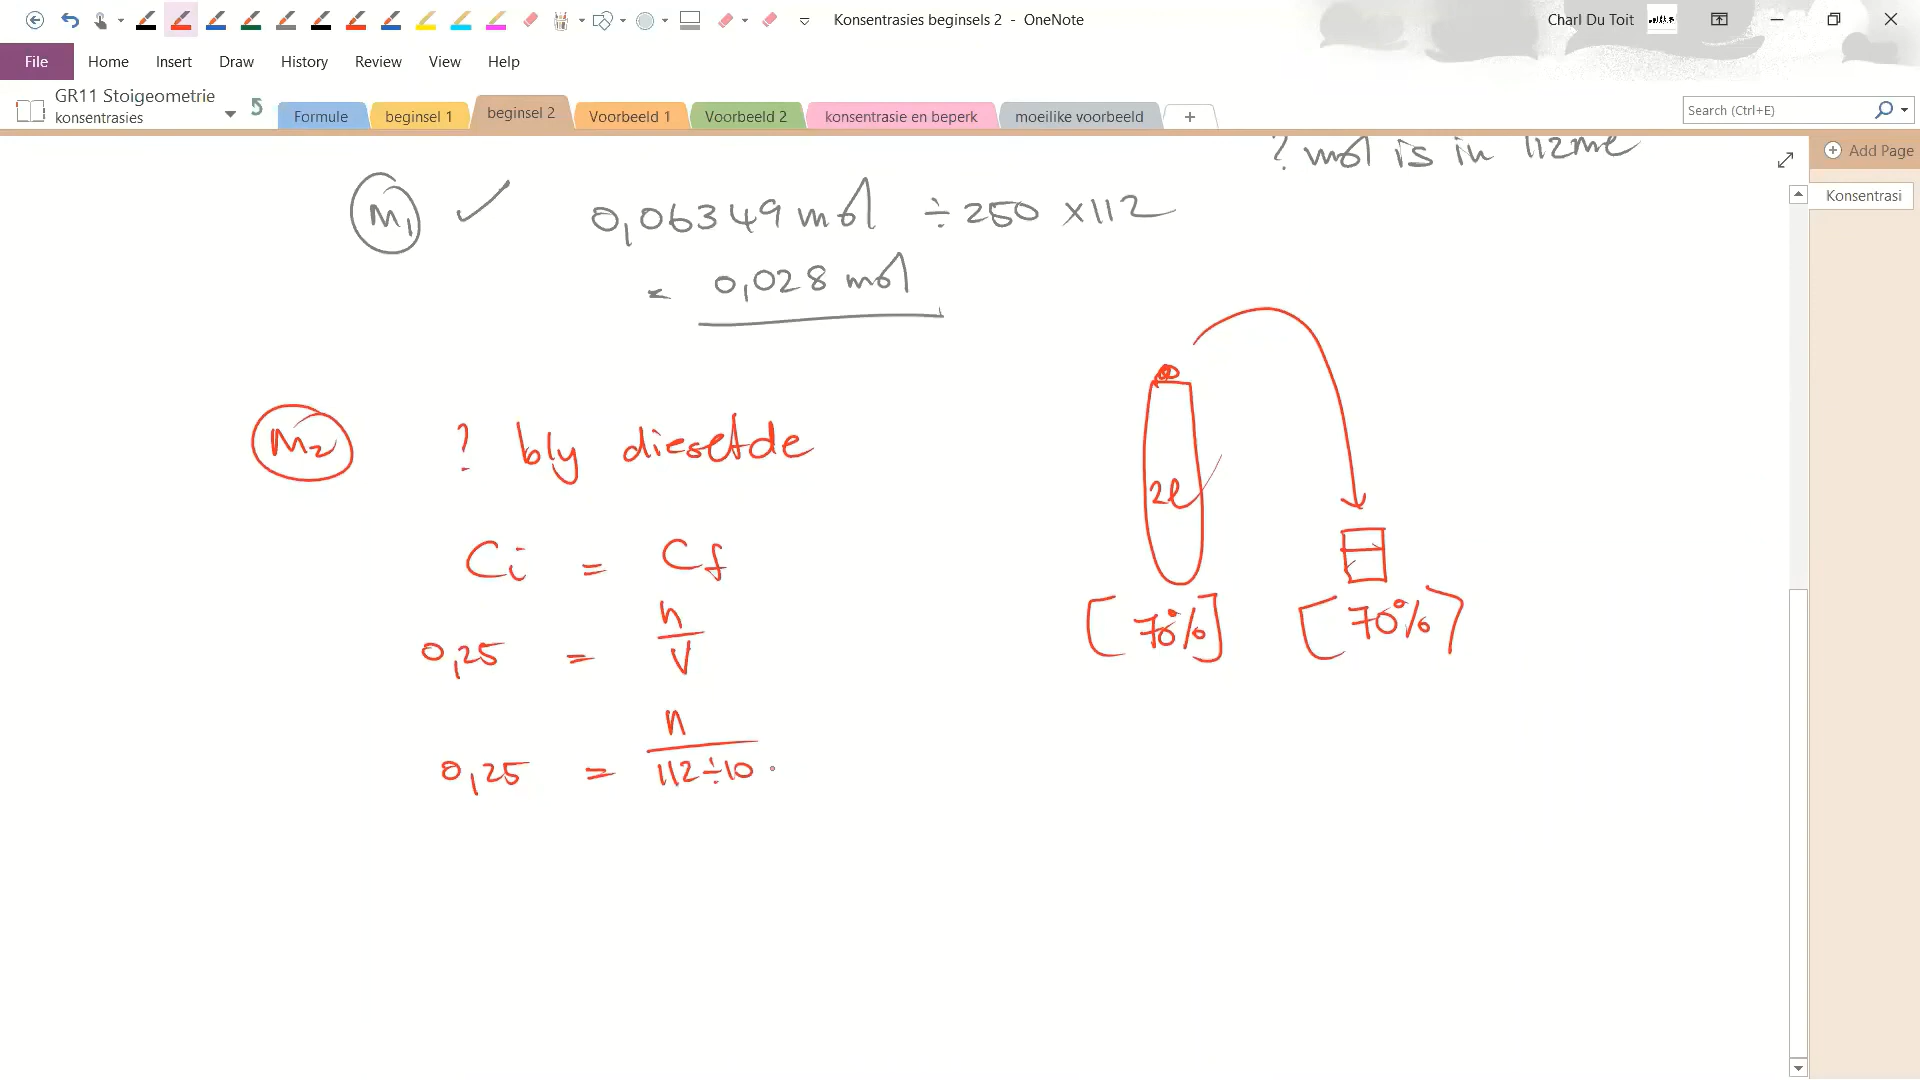 Konsentrasies beginsels 2 - OneNote
Charl Du Toit
File Home Insert Draw History Review View Help
GR11 Stoigeometrie
konsentrasies
Formule beginsel 1 beginsel 2 Voorbeeld 1 Voorbeeld 2 konsentrasie en beperk moeilike voorbeeld +
Search (Ctrl+E)
Add Page
Konsentrasi
? mol is in 112ml
M1 ✓ 0,06349 mol ÷ 250 x112
= 0,028 mol
M2 ? bly dieselfde
2l
Ci = Cf
0,25 = n/V
[70%] [70%]
0,25 = n/112÷10